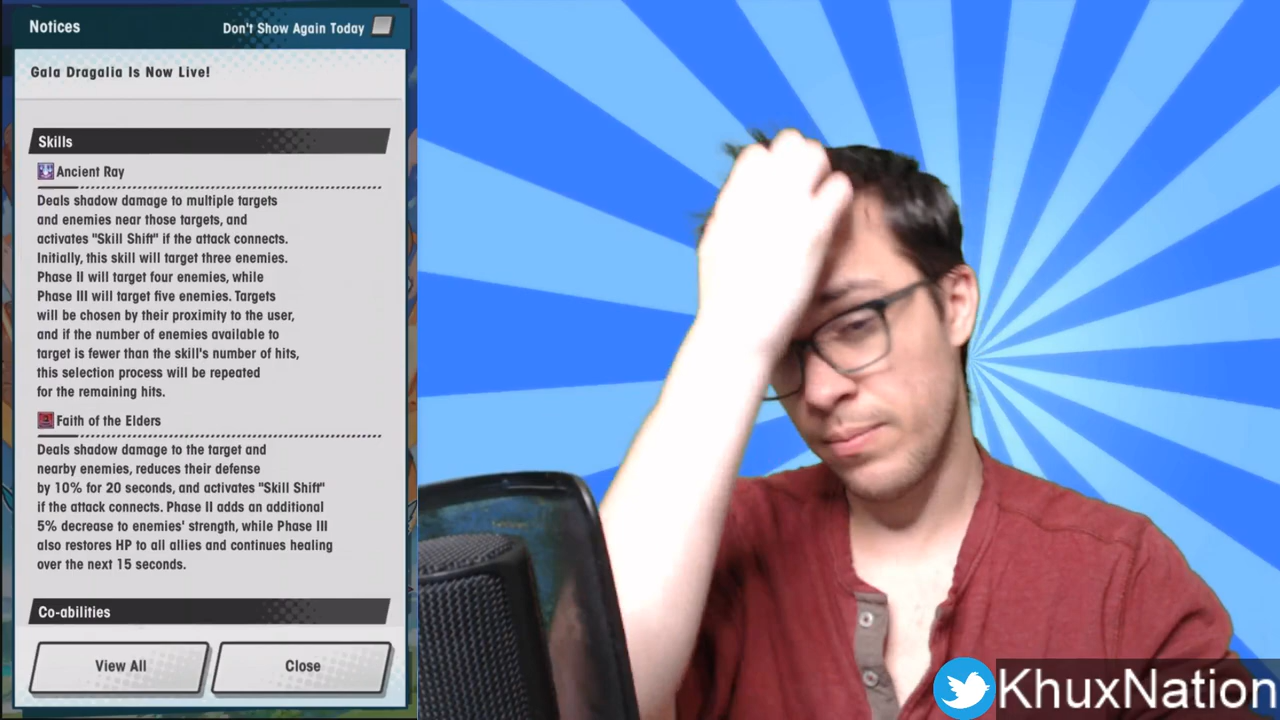 Notices
Don't Show Again Today
Gala Dragalia Is Now Live!
Skills
Ancient Ray
Deals shadow damage to multiple targets
and enemies near those targets, and
activates "Skill Shift" if the attack connects.
Initially, this skill will target three enemies.
Phase II will target four enemies, while
Phase III will target five enemies. Targets
will be chosen by their proximity to the user,
and if the number of enemies available to
target is fewer than the skill's number of hits,
this selection process will be repeated
for the remaining hits.
Faith of the Elders
Deals shadow damage to the target and
nearby enemies, reduces their defense
by 10% for 20 seconds, and activates "Skill Shift"
if the attack connects. Phase II adds an additional
5% decrease to enemies' strength, while Phase III
also restores HP to all allies and continues healing
over the next 15 seconds.
Co-abilities
View All
Close
KhuxNation